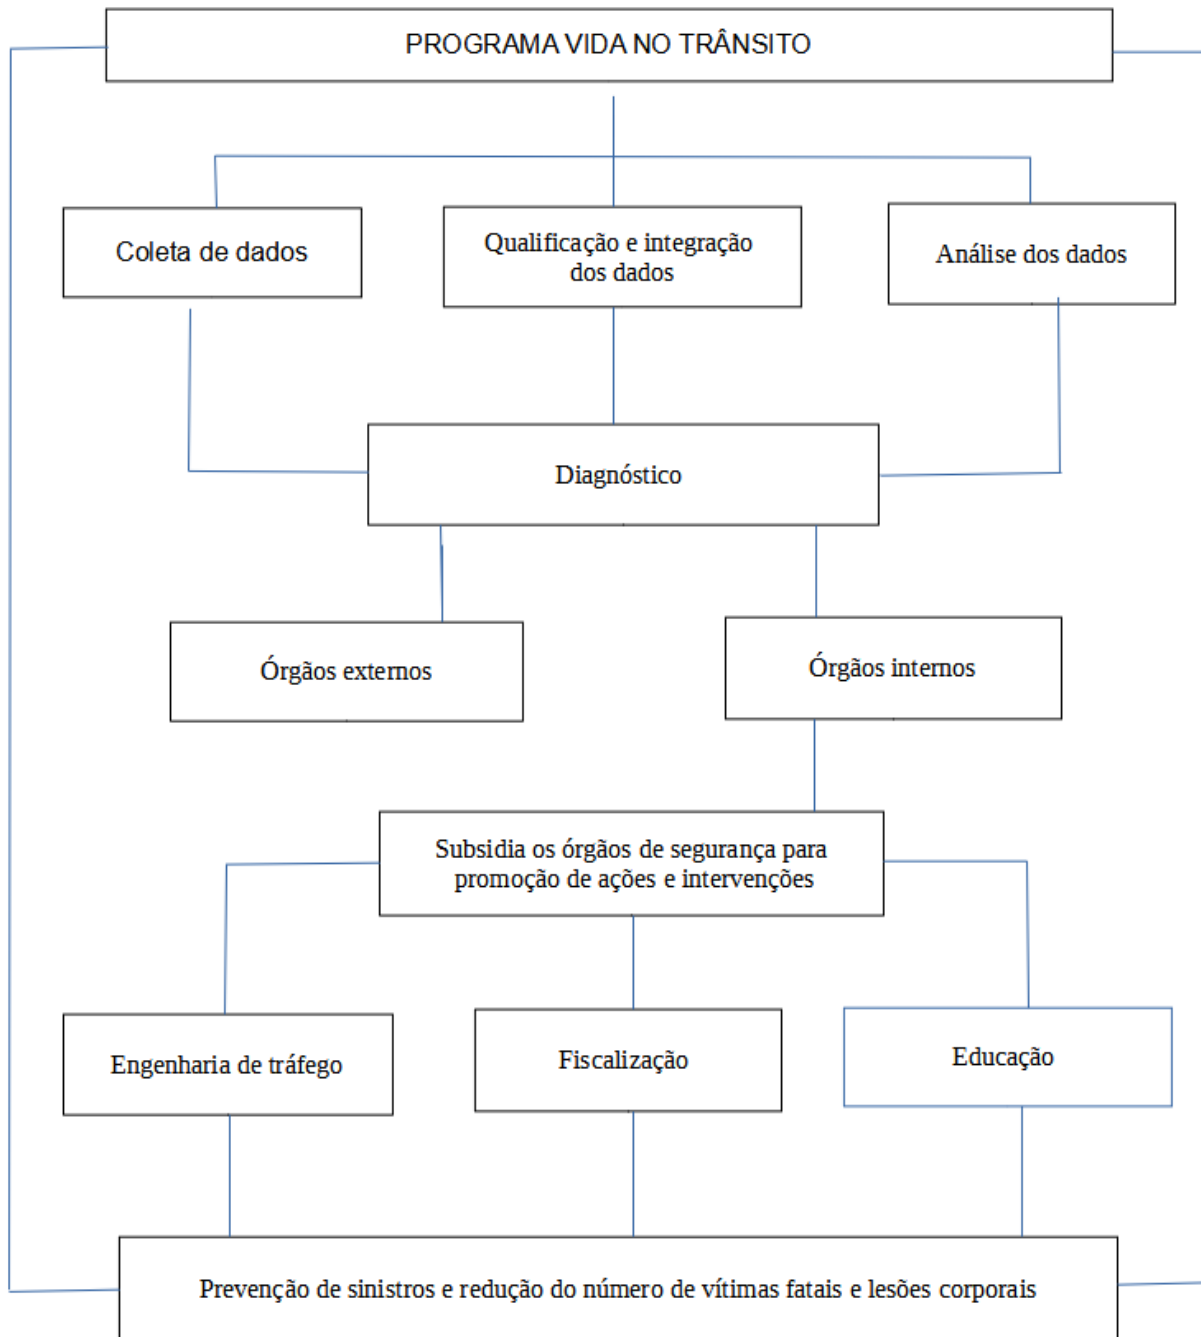 PROGRAMA VIDA NO TRÂNSITO
Coleta de dados
Qualificação e integração
dos dados
Análise dos dados
Diagnóstico
Órgãos externos
Órgãos internos
Subsidia os órgãos de segurança para
promoção de ações e intervenções
Engenharia de tráfego
Fiscalização
Educação
Prevenção de sinistros e redução do número de vítimas fatais e lesões corporais